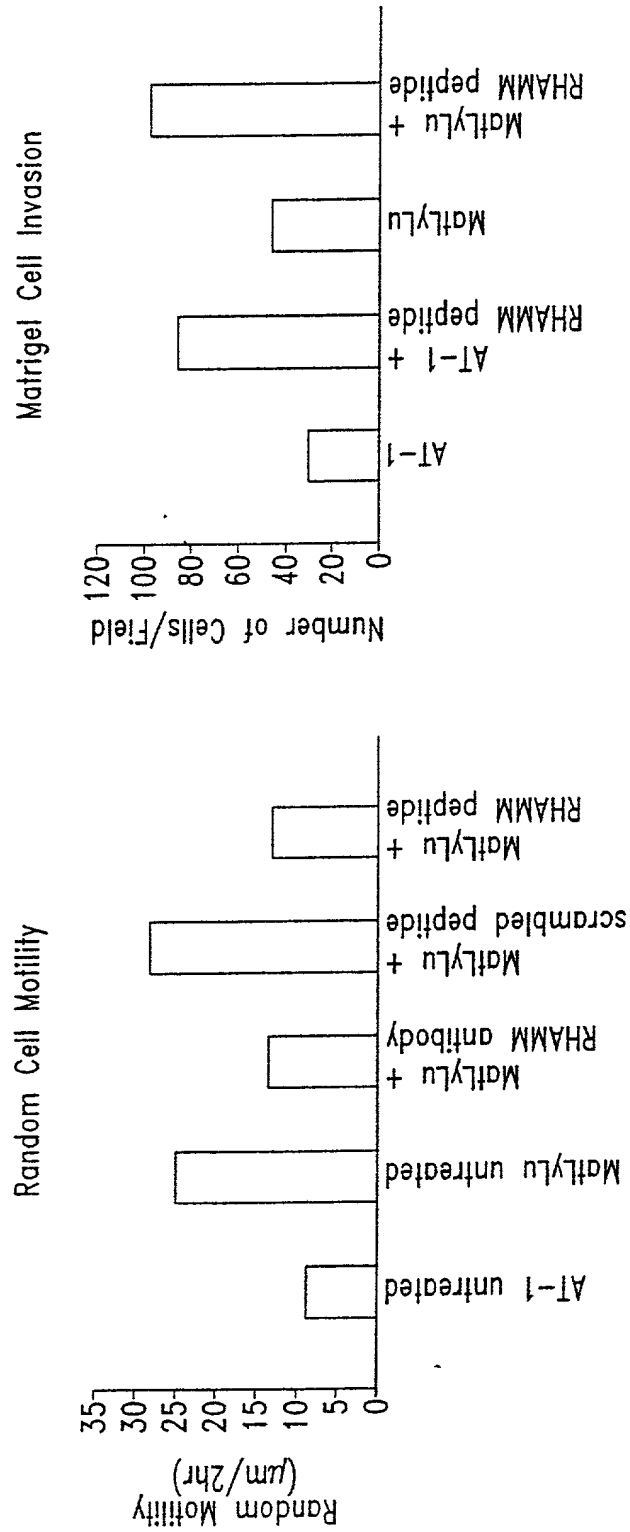 Random Cell Motility
Random Motility
(μm/2hr)
35
30
25
20
15
10
5
0
AT-1 untreated
MatLyLu untreated
MatLyLu +
RHAMM antibody
MatLyLu +
scrambled peptide
MatLyLu +
RHAMM peptide
Matrigel Cell Invasion
Number of Cells/Field
120
100
80
60
40
20
0
AT-1
AT-1 +
RHAMM peptide
MatLyLu
MatLyLu +
RHAMM peptide